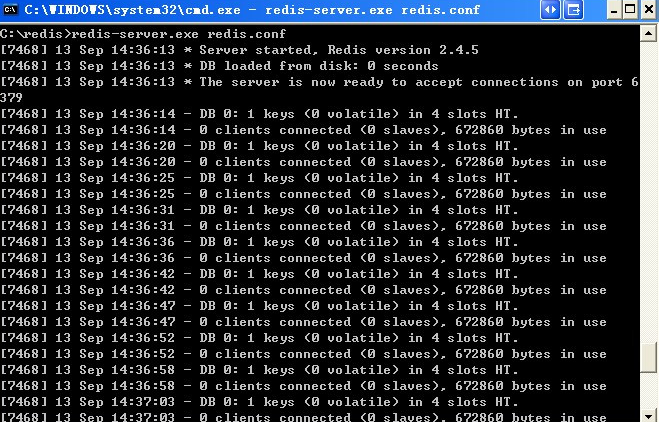 C:\WINDOWS\system32\cmd.exe - redis-server.exe redis.conf
C:\redis>redis-server.exe redis.conf
[7468] 13 Sep 14:36:13 * Server started, Redis version 2.4.5
[7468] 13 Sep 14:36:13 * DB loaded from disk: 0 seconds
[7468] 13 Sep 14:36:13 * The server is now ready to accept connections on port 6
379
[7468] 13 Sep 14:36:14 - DB 0: 1 keys (0 volatile) in 4 slots HT.
[7468] 13 Sep 14:36:14 - 0 clients connected (0 slaves), 672860 bytes in use
[7468] 13 Sep 14:36:20 - DB 0: 1 keys (0 volatile) in 4 slots HT.
[7468] 13 Sep 14:36:20 - 0 clients connected (0 slaves), 672860 bytes in use
[7468] 13 Sep 14:36:25 - DB 0: 1 keys (0 volatile) in 4 slots HT.
[7468] 13 Sep 14:36:25 - 0 clients connected (0 slaves), 672860 bytes in use
[7468] 13 Sep 14:36:31 - DB 0: 1 keys (0 volatile) in 4 slots HT.
[7468] 13 Sep 14:36:31 - 0 clients connected (0 slaves), 672860 bytes in use
[7468] 13 Sep 14:36:36 - DB 0: 1 keys (0 volatile) in 4 slots HT.
[7468] 13 Sep 14:36:36 - 0 clients connected (0 slaves), 672860 bytes in use
[7468] 13 Sep 14:36:42 - DB 0: 1 keys (0 volatile) in 4 slots HT.
[7468] 13 Sep 14:36:42 - 0 clients connected (0 slaves), 672860 bytes in use
[7468] 13 Sep 14:36:47 - DB 0: 1 keys (0 volatile) in 4 slots HT.
[7468] 13 Sep 14:36:47 - 0 clients connected (0 slaves), 672860 bytes in use
[7468] 13 Sep 14:36:52 - DB 0: 1 keys (0 volatile) in 4 slots HT.
[7468] 13 Sep 14:36:52 - 0 clients connected (0 slaves), 672860 bytes in use
[7468] 13 Sep 14:36:58 - DB 0: 1 keys (0 volatile) in 4 slots HT.
[7468] 13 Sep 14:36:58 - 0 clients connected (0 slaves), 672860 bytes in use
[7468] 13 Sep 14:37:03 - DB 0: 1 keys (0 volatile) in 4 slots HT.
[7468] 13 Sep 14:37:03 - 0 clients connected (0 slaves), 672860 bytes in use